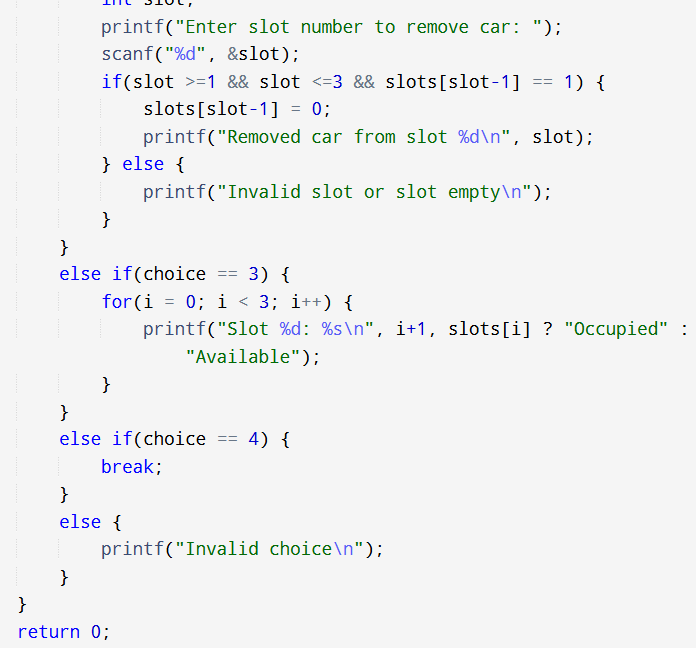 int slot;
printf("Enter slot number to remove car: ");
scanf("%d", &slot);
if(slot >=1 && slot <=3 && slots[slot-1] == 1) {
slots[slot-1] = 0;
printf("Removed car from slot %d\n", slot);
} else {
printf("Invalid slot or slot empty\n");
}
}
else if(choice == 3) {
for(i = 0; i < 3; i++) {
printf("Slot %d: %s\n", i+1, slots[i] ? "Occupied" :
"Available");
}
}
else if(choice == 4) {
break;
}
else {
printf("Invalid choice\n");
}
}
return 0;